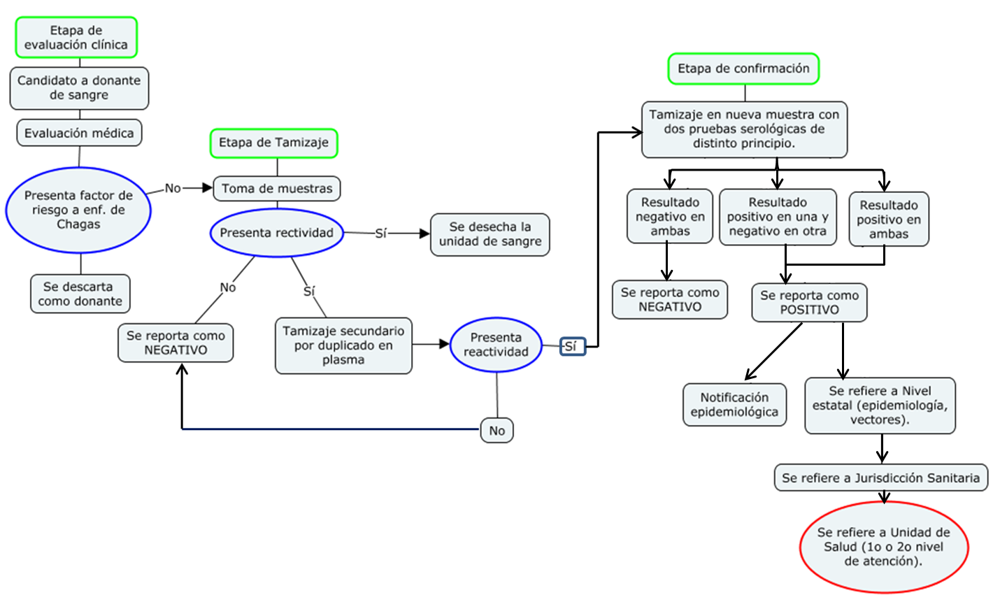 Etapa de
evaluación clínica
Candidato a donante
de sangre
Evaluación médica
Presenta factor de
riesgo a enf. de
Chagas
No
Se descarta
como donante
Etapa de Tamizaje
Toma de muestras
Presenta rectividad
Sí
Se desecha la
unidad de sangre
No
Sí
Se reporta como
NEGATIVO
Tamizaje secundario
por duplicado en
plasma
Presenta
reactividad
Sí
No
Etapa de confirmación
Tamizaje en nueva muestra con
dos pruebas serológicas de
distinto principio.
Resultado
negativo en
ambas
Resultado
positivo en una y
negativo en otra
Resultado
positivo en
ambas
Se reporta como
NEGATIVO
Se reporta como
POSITIVO
Notificación
epidemiológica
Se refiere a Nivel
estatal (epidemiología,
vectores).
Se refiere a Jurisdicción Sanitaria
Se refiere a Unidad de
Salud (1o o 2o nivel
de atención).